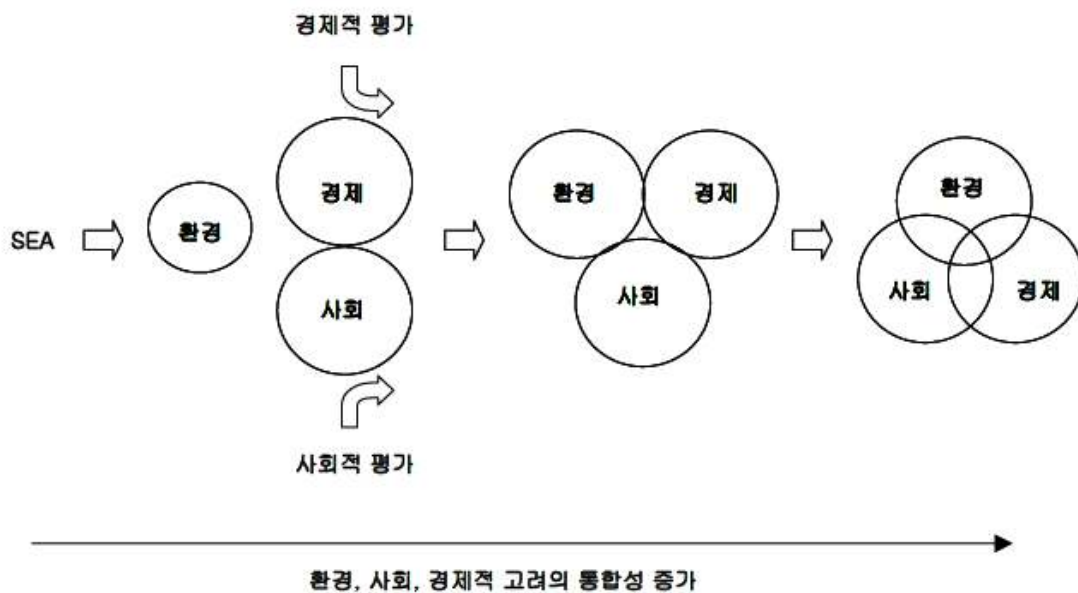 경제적 평가
SEA
환경
경제
사회
환경
경제
사회
환경
사회
경제
사회적 평가
환경, 사회, 경제적 고려의 통합성 증가